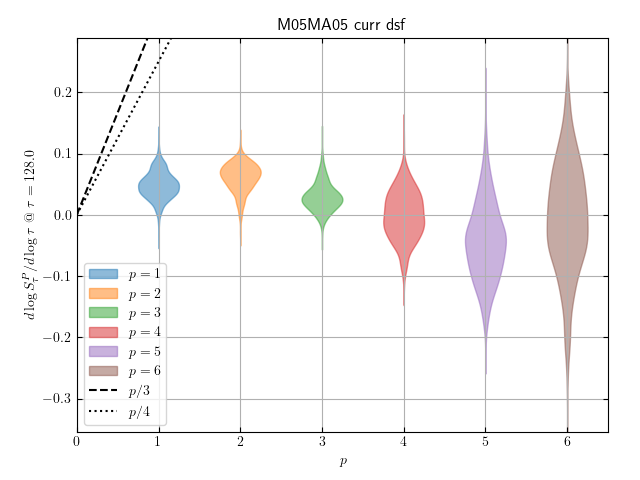 M05MA05 curr dsf
d log S_τ^P / d log τ @ τ = 128.0
0.2
0.1
0.0
−0.1
−0.2
−0.3
p = 1
p = 2
p = 3
p = 4
p = 5
p = 6
p/3
p/4
0 1 2 3 4 5 6
p